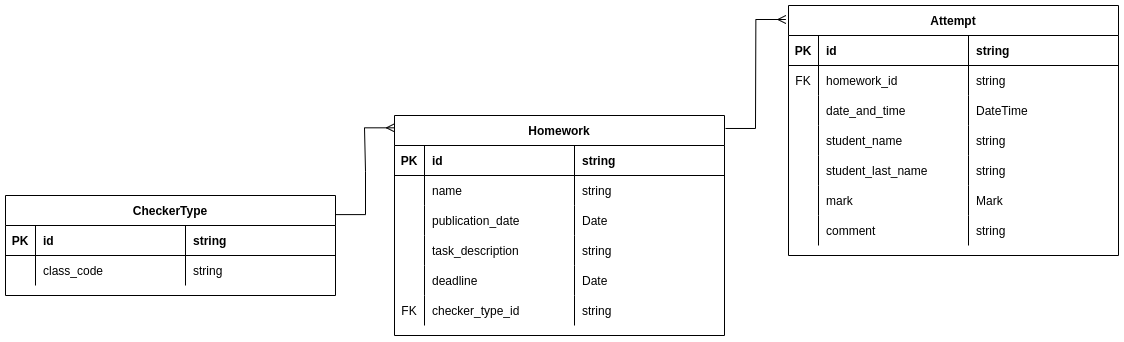 CheckerType
PK id string
class_code string
Homework
PK id string
name string
publication_date Date
task_description string
deadline Date
FK checker_type_id string
Attempt
PK id string
FK homework_id string
date_and_time DateTime
student_name string
student_last_name string
mark Mark
comment string